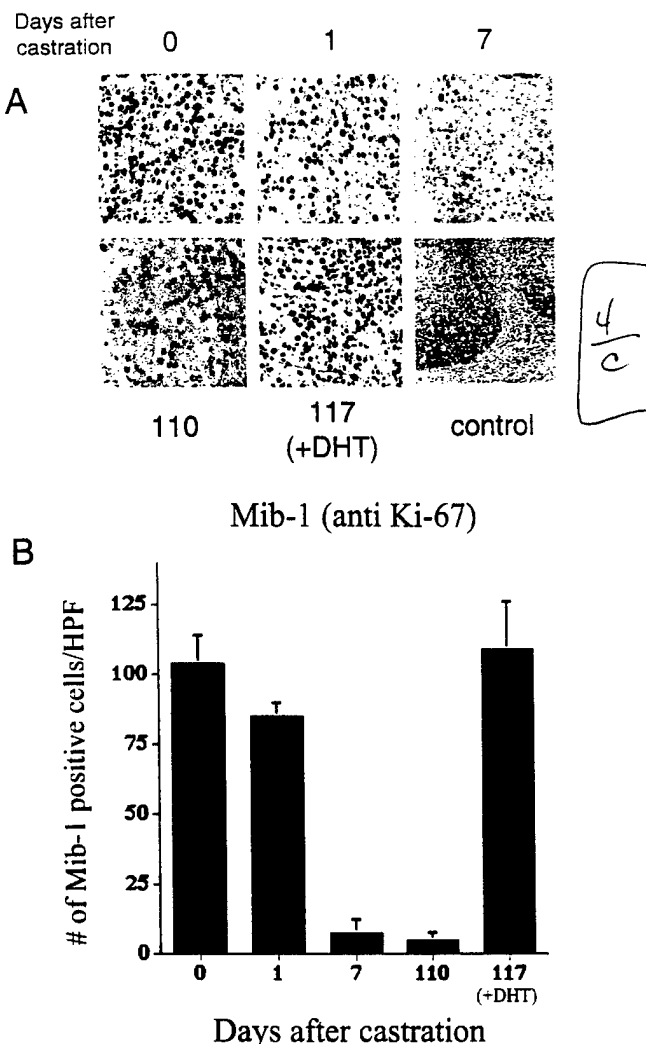 Days after
castration
0 1 7
A
110
117
(+DHT)
control
4
C
Mib-1 (anti Ki-67)
B
# of Mib-1 positive cells/HPF
125
100
75
50
25
0
0 1 7 110 117
(+DHT)
Days after castration